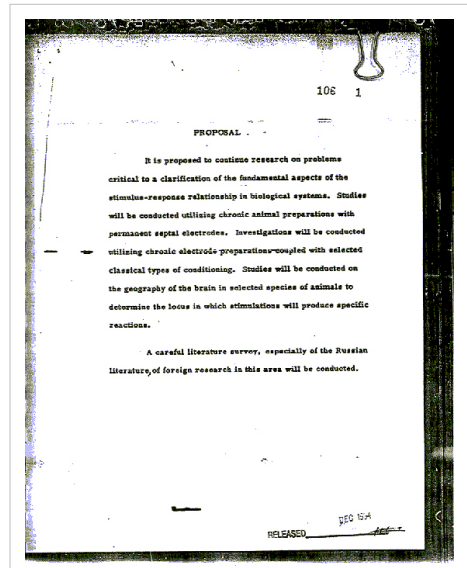 106 1
PROPOSAL
It is proposed to continue research on problems
critical to a clarification of the fundamental aspects of the
stimulus-response relationship in biological systems. Studies
will be conducted utilizing chronic animal preparations with
permanent septal electrodes. Investigations will be conducted
utilizing chronic electrode preparations coupled with selected
classical types of conditioning. Studies will be conducted on
the geography of the brain in selected species of animals to
determine the locus in which stimulations will produce specific
reactions.
A careful literature survey, especially of the Russian
literature, of foreign research in this area will be conducted.
DEC
RELEASED